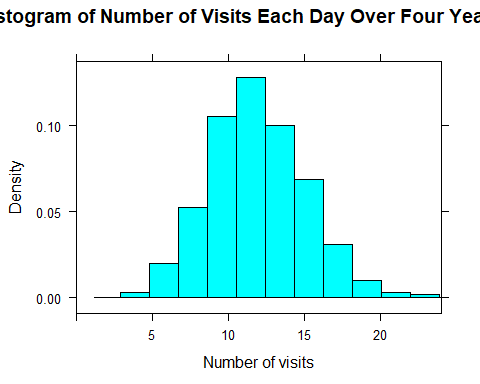 stogram of Number of Visits Each Day Over Four Yea
Density
0.10
0.05
0.00
5 10 15 20
Number of visits